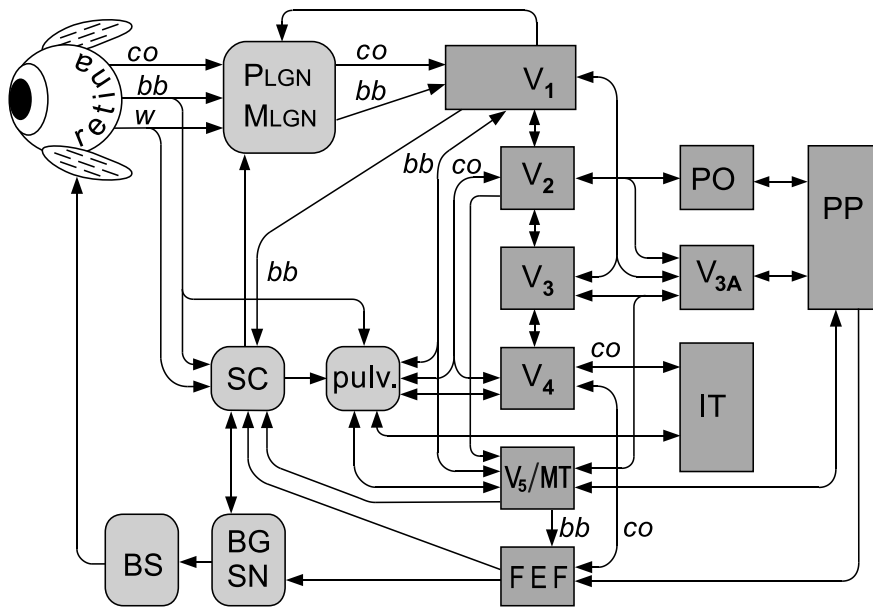 retina
co
bb
w
PLGN
MLGN
co
bb
V1
bb
co
V2
PO
PP
bb
V3
V3A
SC
pulv.
V4
co
IT
V5/MT
bb
co
BS
BG
SN
FEF